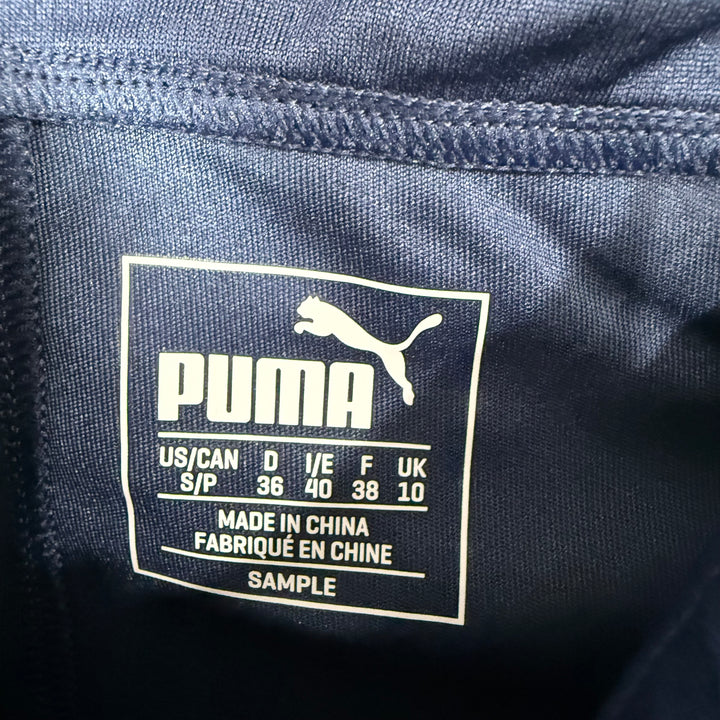 PUMA
US/CAN D I/E F UK
S/P 36 40 38 10
MADE IN CHINA
FABRIQUÉ EN CHINE
SAMPLE